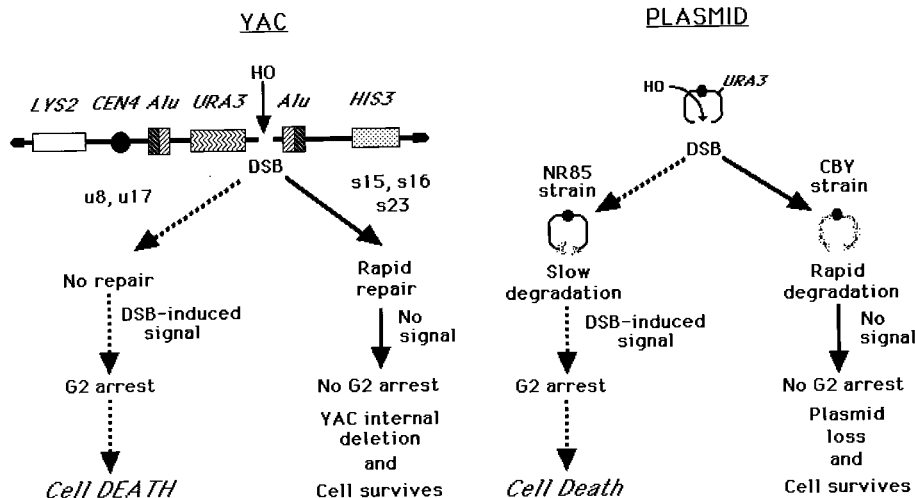 YAC
HO
LYS2 CEN4 Alu URA3 Alu HIS3
DSB
u8, u17
s15, s16
s23
No repair
Rapid
repair
DSB-induced
signal
No
signal
G2 arrest
No G2 arrest
YAC internal
deletion
and
Cell DEATH
Cell survives
PLASMID
HO
URA3
DSB
NR85
strain
CBY
strain
Slow
degradation
Rapid
degradation
DSB-induced
signal
No
signal
G2 arrest
No G2 arrest
Plasmid
loss
and
Cell Death
Cell survives